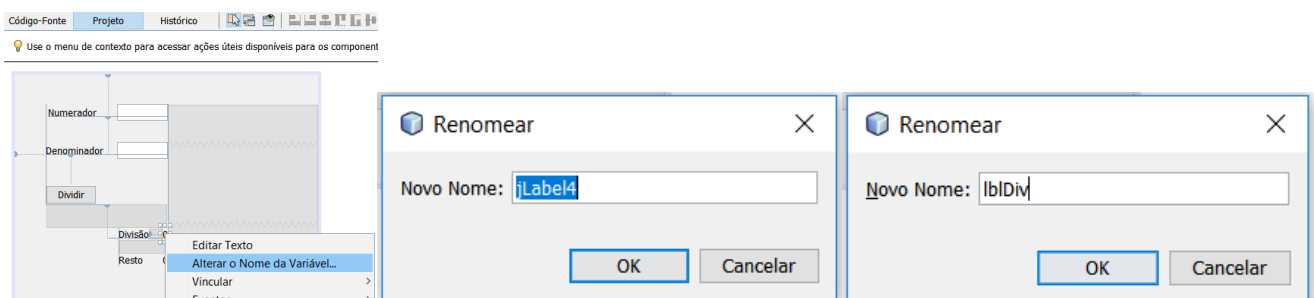 Código-Fonte Projeto Histórico
Use o menu de contexto para acessar ações úteis disponíveis para os component
Numerador
Denominador
Dividir
Divisão
Resto
Editar Texto
Alterar o Nome da Variável...
Vincular
Renomear
Novo Nome: jLabel4
OK Cancelar
Renomear
Novo Nome: lblDiv
OK Cancelar